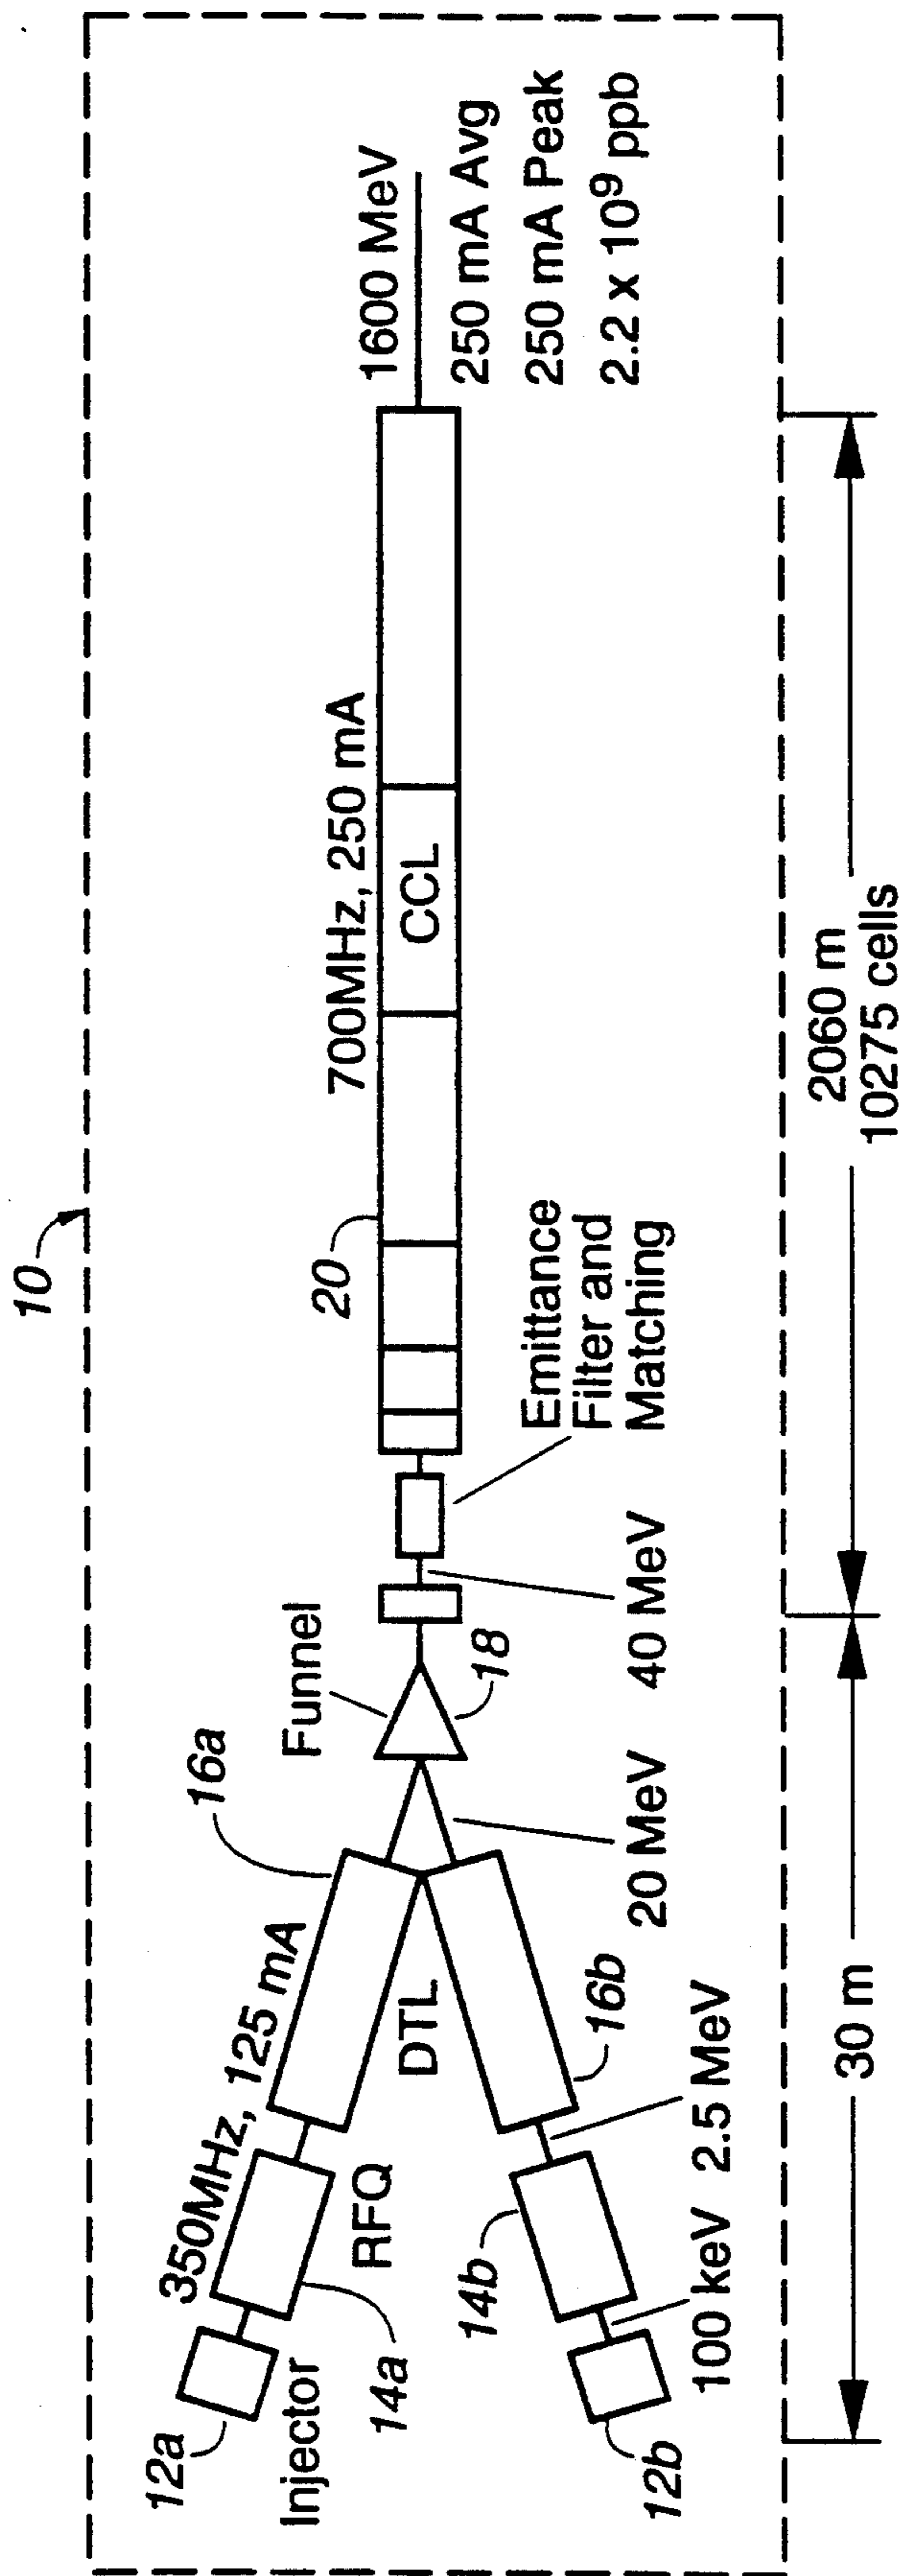 10
12a
Injector
14a
350MHz, 125 mA
RFQ
16a
DTL
Funnel
18
12b
100 keV
14b
2.5 MeV
16b
20 MeV
40 MeV
Emittance
Filter and
Matching
20
700MHz, 250 mA
CCL
1600 MeV
250 mA Avg
250 mA Peak
2.2 x 10⁹ ppb
30 m
2060 m
10275 cells